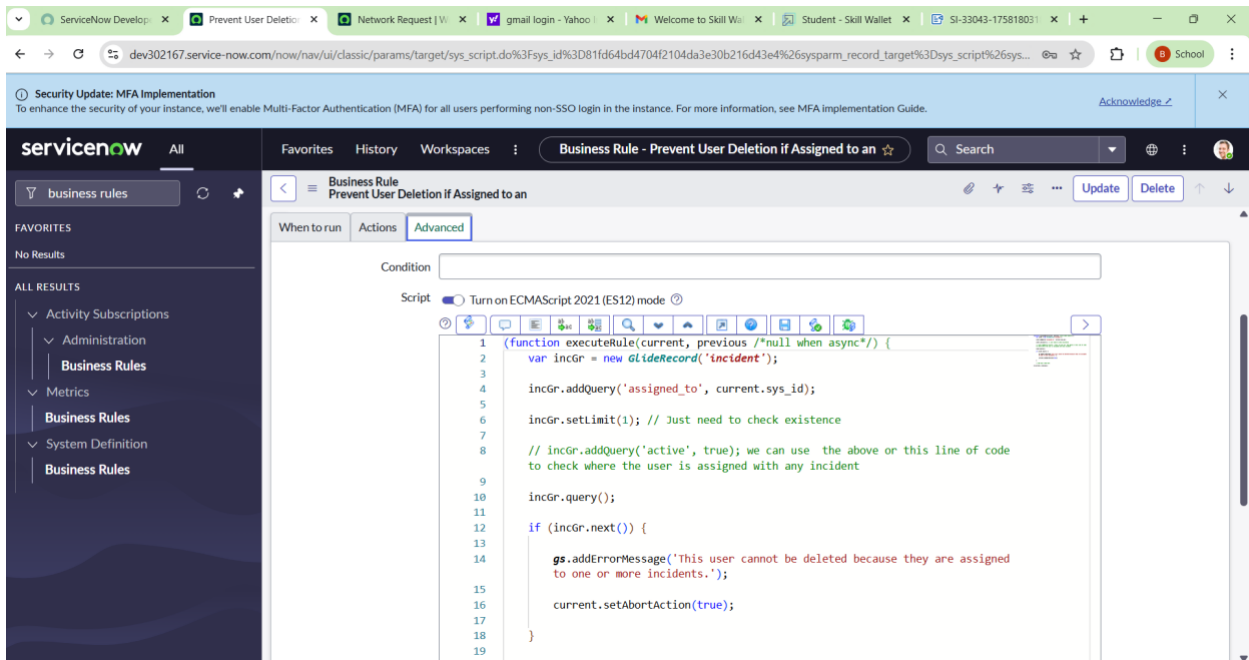 ServiceNow Develop
Prevent User Deletion
Network Request | W
gmail login - Yahoo I
Welcome to Skill Wal
Student - Skill Wallet
SI-33043-17581803
dev302167.service-now.com/now/nav/ui/classic/params/target/sys_script.do%3Fsys_id%3D81fd64bd4704f2104da3e30b216d43e4%26sysparm_record_target%3Dsys_script%26sys...
B School
Security Update: MFA Implementation
To enhance the security of your instance, we'll enable Multi-Factor Authentication (MFA) for all users performing non-SSO login in the instance. For more information, see MFA implementation Guide.
Acknowledge
servicenow All Favorites History Workspaces Business Rule - Prevent User Deletion if Assigned to an Search
business rules
Business Rule
Prevent User Deletion if Assigned to an
Update Delete
FAVORITES
No Results
ALL RESULTS
Activity Subscriptions
Administration
Business Rules
Metrics
Business Rules
System Definition
Business Rules
When to run Actions Advanced
Condition
Script Turn on ECMAScript 2021 (ES12) mode
1 (function executeRule(current, previous /*null when async*/) {
2 var incGr = new GlideRecord('incident');
3
4 incGr.addQuery('assigned_to', current.sys_id);
5
6 incGr.setLimit(1); // Just need to check existence
7
8 // incGr.addQuery('active', true); we can use the above or this line of code
to check where the user is assigned with any incident
9
10 incGr.query();
11
12 if (incGr.next()) {
13
14 gs.addErrorMessage('This user cannot be deleted because they are assigned
to one or more incidents.');
15
16 current.setAbortAction(true);
17
18 }
19